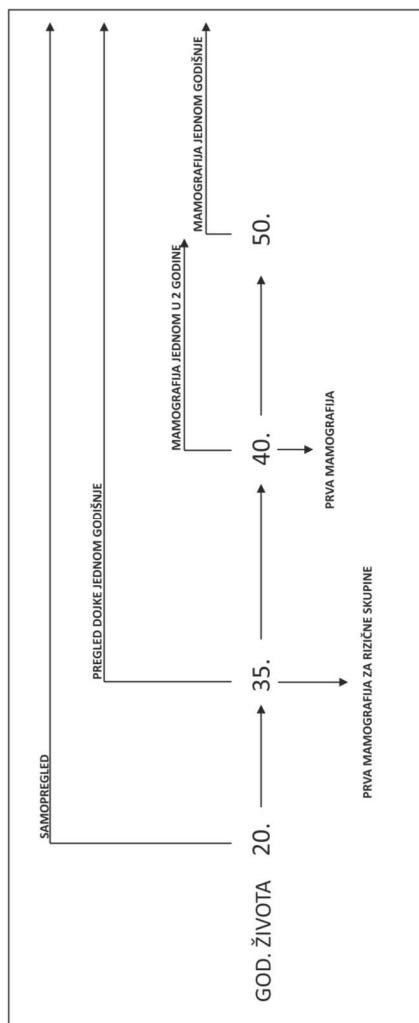 SAMOPREGLED
PREGLED DOJKE JEDNOM GODIŠNJE
MAMOGRAFIJA JEDNOM U 2 GODINE
MAMOGRAFIJA JEDNOM GODIŠNJE
GOD. ŽIVOTA 20. 35. 40. 50.
PRVA MAMOGRAFIJA ZA RIZIČNE SKUPINE
PRVA MAMOGRAFIJA